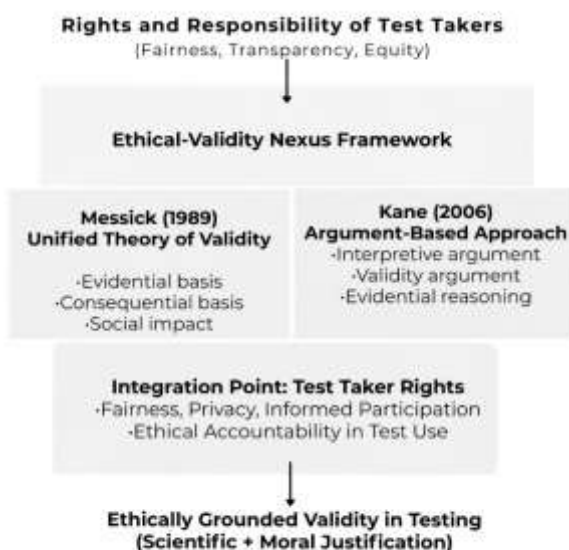 Rights and Responsibility of Test Takers
(Fairness, Transparency, Equity)
Ethical-Validity Nexus Framework
Messick (1989)
Unified Theory of Validity
•Evidential basis
•Consequential basis
•Social impact
Kane (2006)
Argument-Based Approach
•Interpretive argument
•Validity argument
•Evidential reasoning
Integration Point: Test Taker Rights
•Fairness, Privacy, Informed Participation
•Ethical Accountability in Test Use
Ethically Grounded Validity in Testing
(Scientific + Moral Justification)